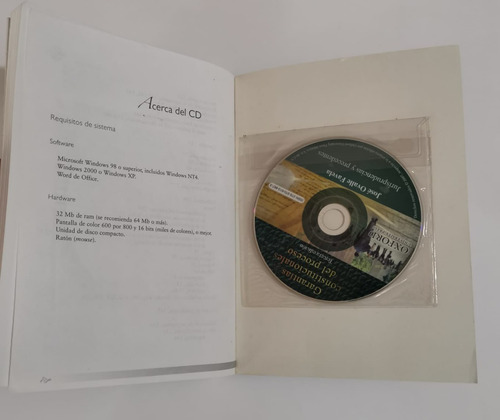 Acerca del CD
Requisitos de sistema
Software
Microsoft Windows 98 o superior, incluidos Windows NT4,
Windows 2000 o Windows XP.
Word de Office.
Hardware
32 Mb de ram (se recomienda 64 Mb o más).
Pantalla de color 600 por 800 y 16 bits (miles de colores), o mejor.
Unidad de disco compacto.
Ratón (mouse).
Garantías
constitucionales
del proceso
José Ovalle Favela
Jurisprudencias y precedentes
OXFORD